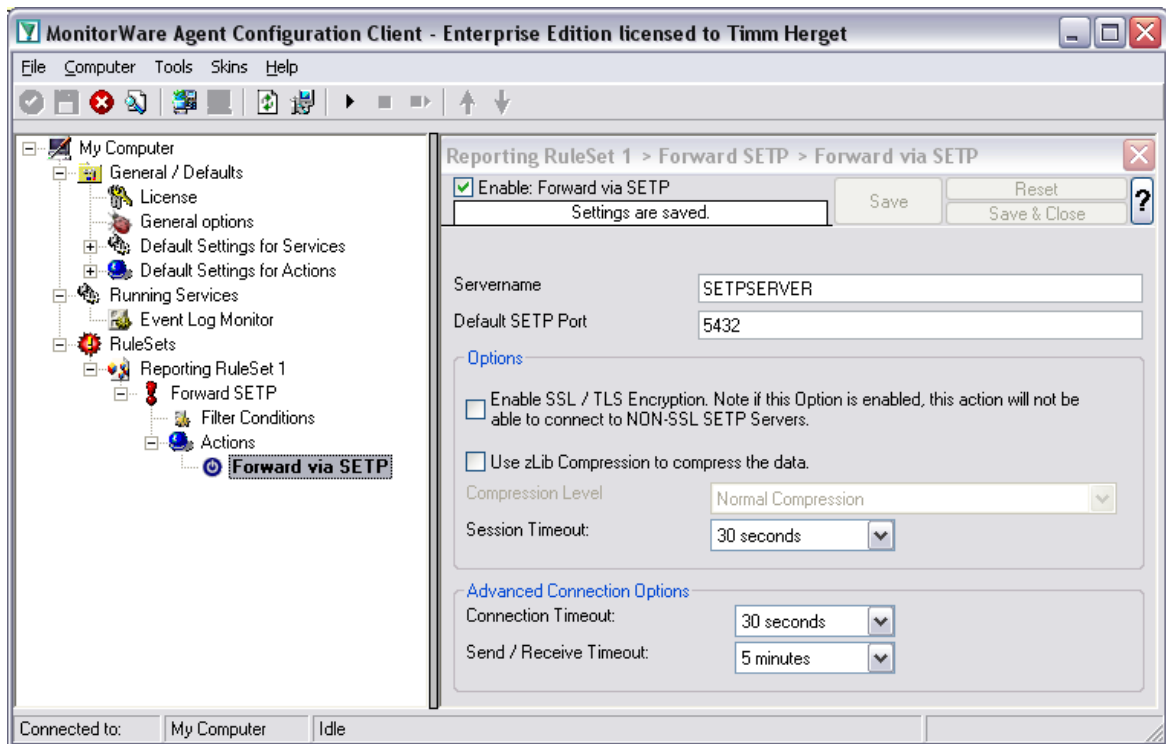 MonitorWare Agent Configuration Client - Enterprise Edition licensed to Timm Herget
File Computer Tools Skins Help
My Computer
General / Defaults
License
General options
Default Settings for Services
Default Settings for Actions
Running Services
Event Log Monitor
RuleSets
Reporting RuleSet 1
Forward SETP
Filter Conditions
Actions
Forward via SETP
Reporting RuleSet 1 > Forward SETP > Forward via SETP
Enable: Forward via SETP
Settings are saved.
Save
Reset
Save & Close
?
Servername
SETPSERVER
Default SETP Port
5432
Options
Enable SSL / TLS Encryption. Note if this Option is enabled, this action will not be
able to connect to NON-SSL SETP Servers.
Use zLib Compression to compress the data.
Compression Level
Normal Compression
Session Timeout:
30 seconds
Advanced Connection Options
Connection Timeout:
30 seconds
Send / Receive Timeout:
5 minutes
Connected to:
My Computer
Idle